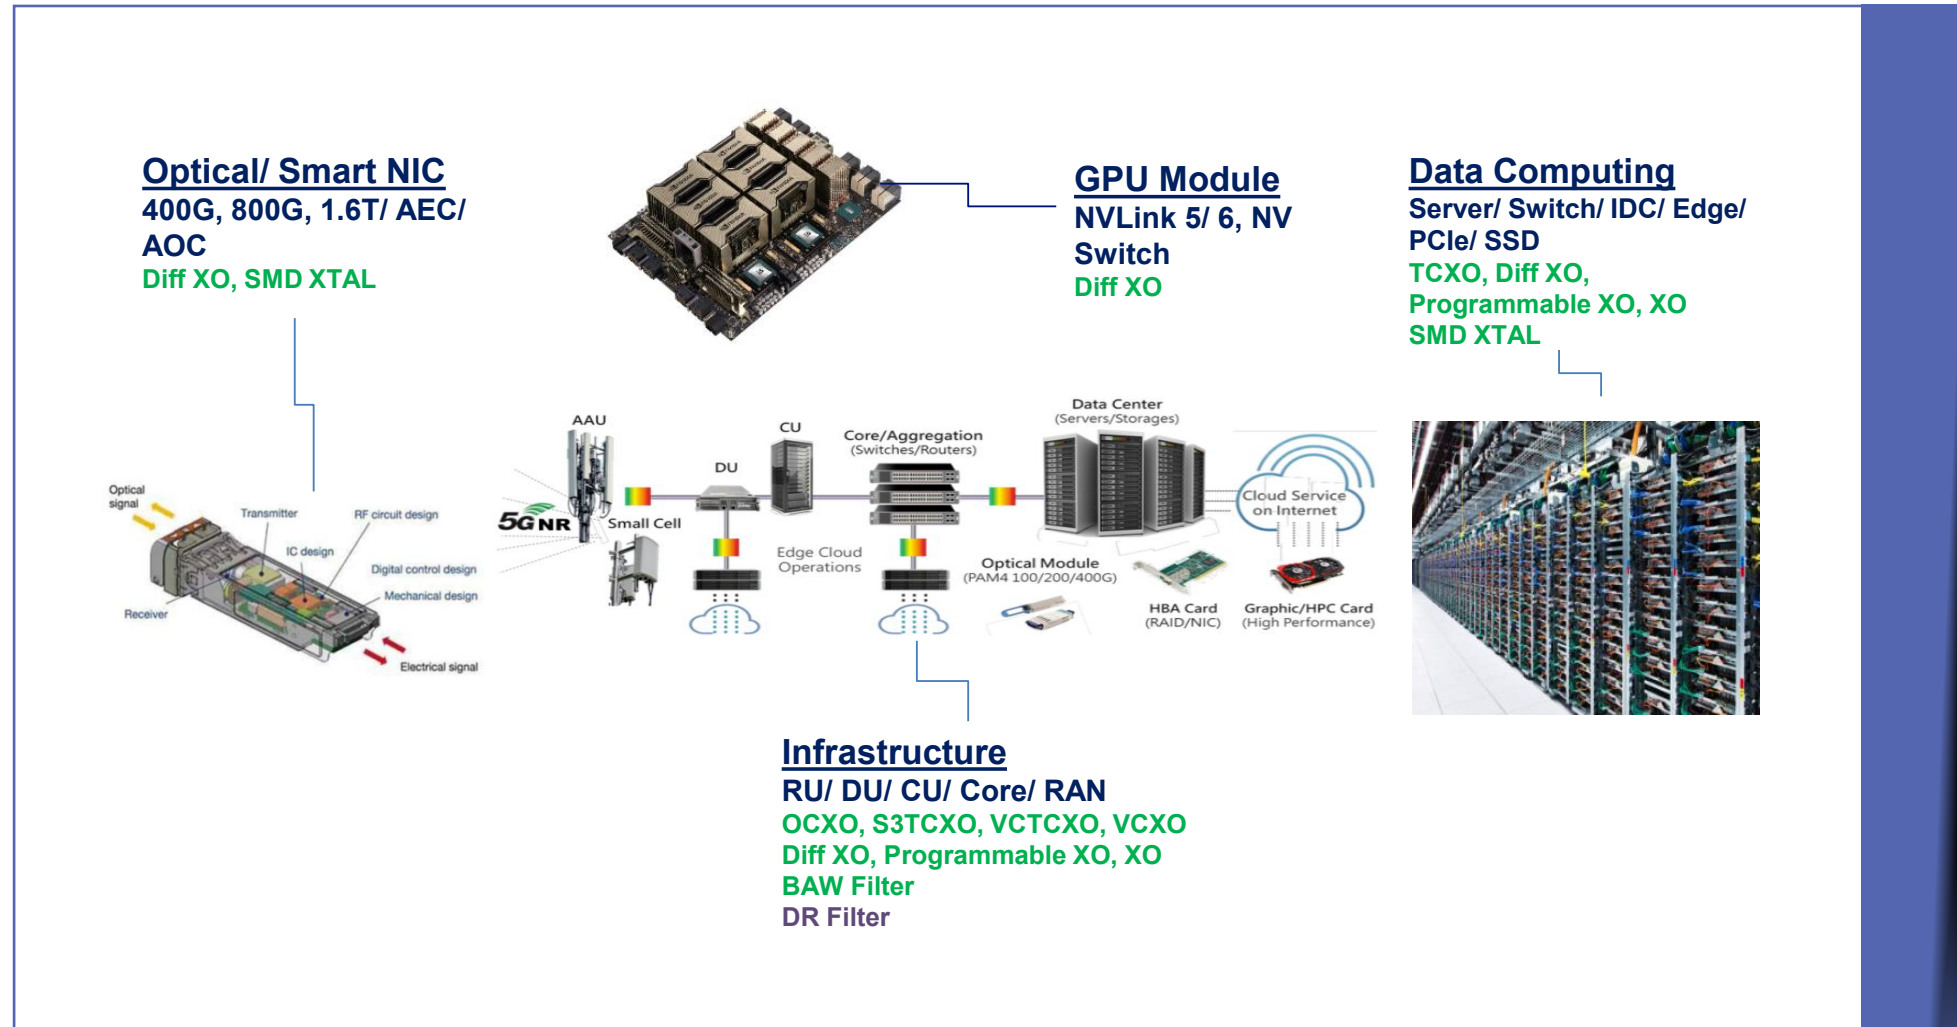 Optical/ Smart NIC
400G, 800G, 1.6T/ AEC/
AOC
Diff XO, SMD XTAL
GPU Module
NVLink 5/ 6, NV
Switch
Diff XO
Data Computing
Server/ Switch/ IDC/ Edge/
PCIe/ SSD
TCXO, Diff XO,
Programmable XO, XO
SMD XTAL
Optical
signal
Transmitter
RF circuit design
IC design
Digital control design
Mechanical design
Receiver
Electrical signal
AAU
5G NR
Small Cell
DU
CU
Edge Cloud
Operations
Core/Aggregation
(Switches/Routers)
Data Center
(Servers/Storages)
Cloud Service
on Internet
Optical Module
(PAM4 100/200/400G)
HBA Card
(RAID/NIC)
Graphic/HPC Card
(High Performance)
Infrastructure
RU/ DU/ CU/ Core/ RAN
OCXO, S3TCXO, VCTCXO, VCXO
Diff XO, Programmable XO, XO
BAW Filter
DR Filter